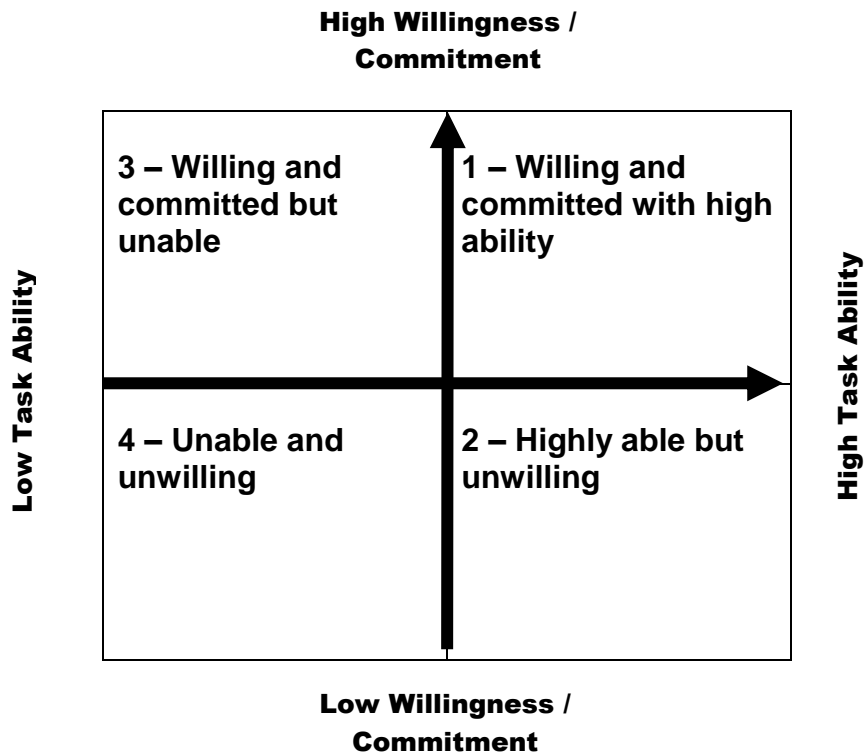 High Willingness /
Commitment
3 – Willing and
committed but
unable
1 – Willing and
committed with high
ability
Low Task Ability
High Task Ability
4 – Unable and
unwilling
2 – Highly able but
unwilling
Low Willingness /
Commitment